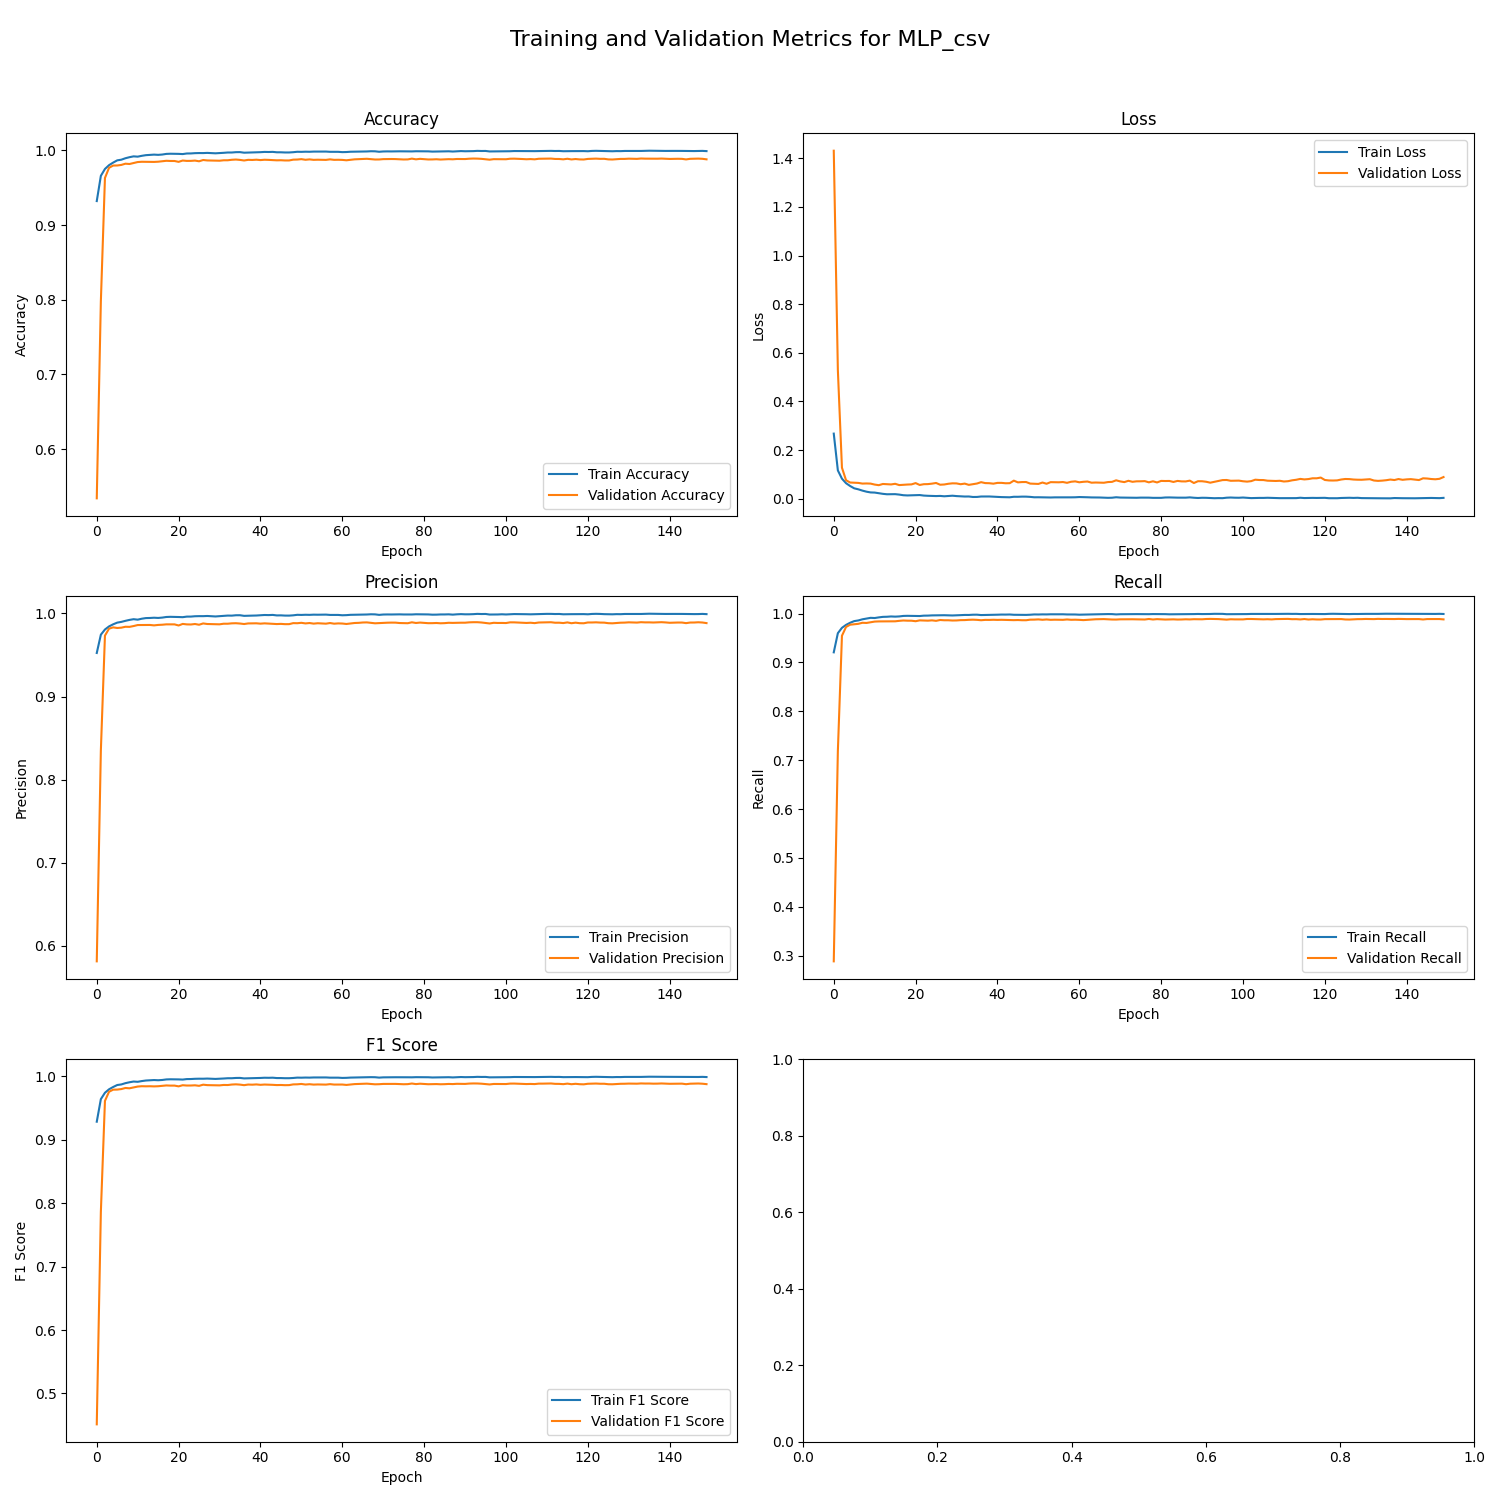 Training and Validation Metrics for MLP_csv
Accuracy
1.0
0.9
0.8
0.7
0.6
Accuracy
Train Accuracy
Validation Accuracy
0 20 40 60 80 100 120 140
Epoch
Loss
1.4
1.2
1.0
0.8
0.6
0.4
0.2
0.0
Loss
Train Loss
Validation Loss
0 20 40 60 80 100 120 140
Epoch
Precision
1.0
0.9
0.8
0.7
0.6
Precision
Train Precision
Validation Precision
0 20 40 60 80 100 120 140
Epoch
Recall
1.0
0.9
0.8
0.7
0.6
0.5
0.4
0.3
Recall
Train Recall
Validation Recall
0 20 40 60 80 100 120 140
Epoch
F1 Score
1.0
0.9
0.8
0.7
0.6
0.5
F1 Score
Train F1 Score
Validation F1 Score
0 20 40 60 80 100 120 140
Epoch
1.0
0.8
0.6
0.4
0.2
0.0
0.0 0.2 0.4 0.6 0.8 1.0